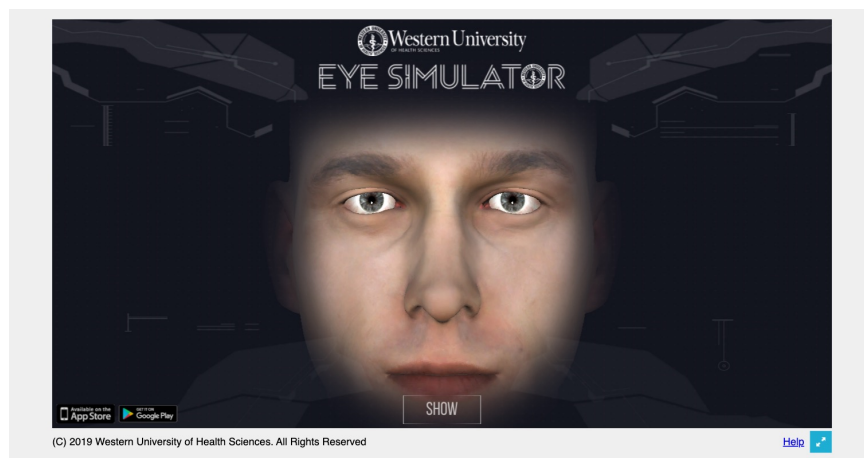 Western University
OF HEALTH SCIENCES
EYE SIMULATOR
SHOW
Available on the
App Store
GET IT ON
Google Play
(C) 2019 Western University of Health Sciences. All Rights Reserved
Help